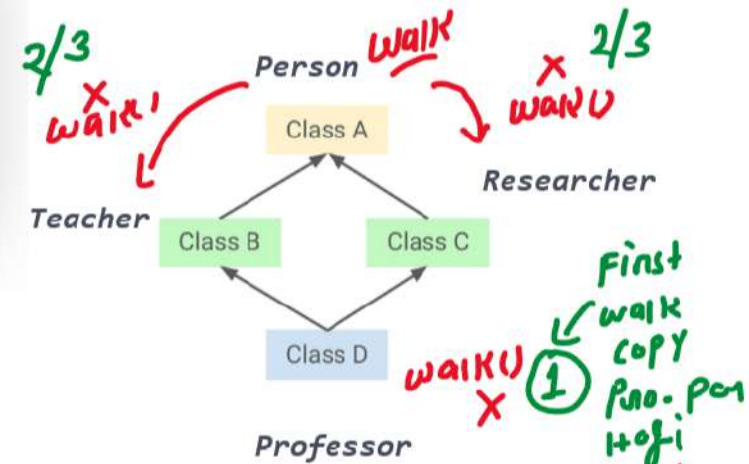 2/3
Person walk
2/3
x
x
walk()
Class A
Researcher
Teacher
Class B
Class C
First
walk
copy
Class D
walk()
1
x
Professor